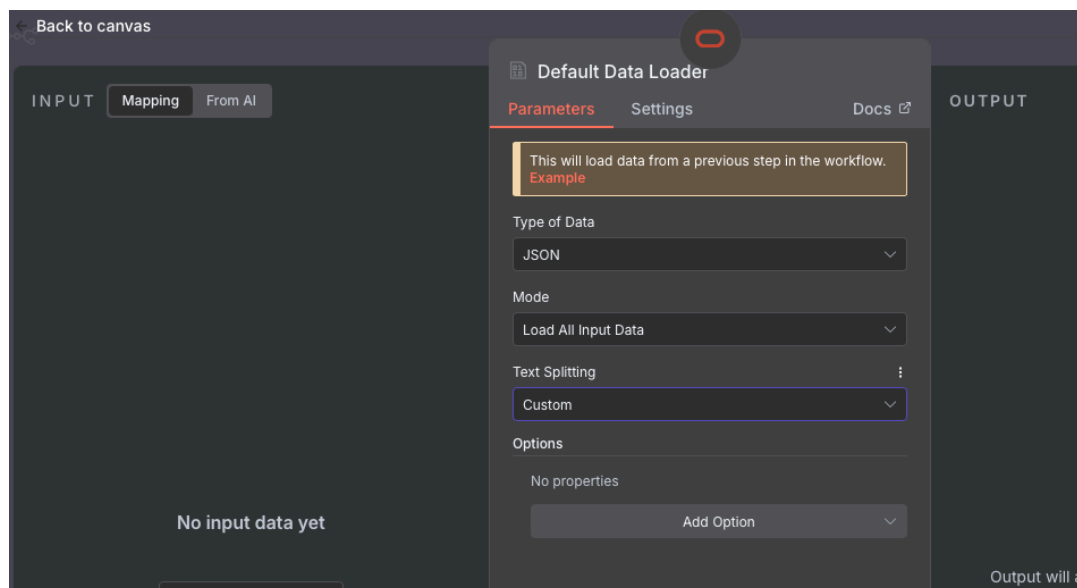 Back to canvas
INPUT
Mapping
From AI
Default Data Loader
Parameters
Settings
Docs
This will load data from a previous step in the workflow.
Example
Type of Data
JSON
Mode
Load All Input Data
Text Splitting
Custom
Options
No properties
Add Option
No input data yet
OUTPUT
Output will